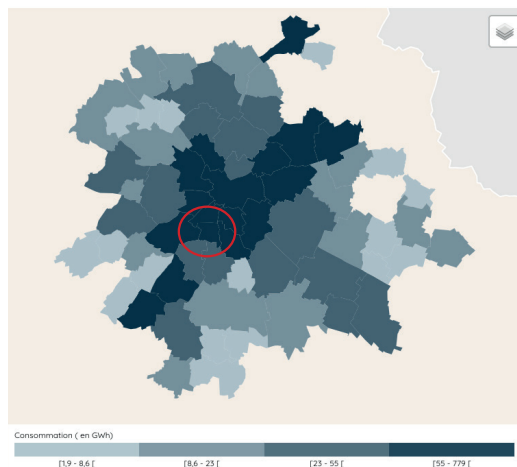 Consommation ( en GWh)
[1,9 - 8,6 [
[8,6 - 23 [
[23 - 55 [
[55 - 779 [